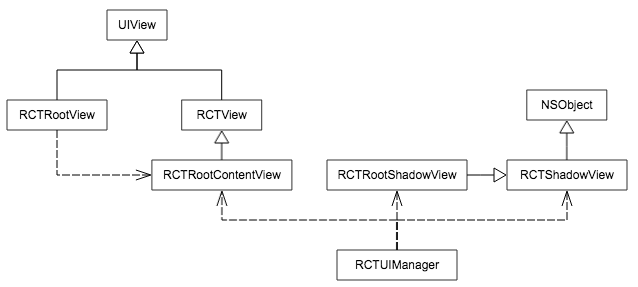 UIView
RCTRootView
RCTView
NSObject
RCTRootContentView
RCTRootShadowView
RCTShadowView
RCTUIManager